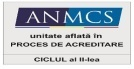 ANMCS
unitate aflată în
PROCES DE ACREDITARE
CICLUL al II-lea